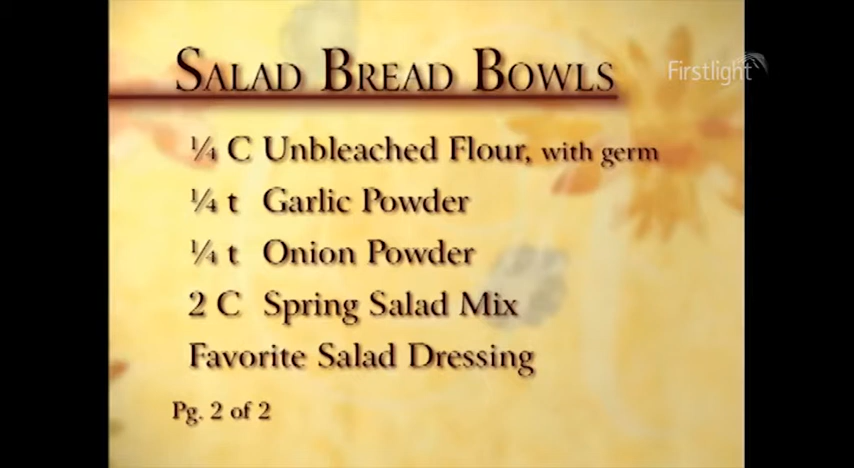 Firstlight
Salad Bread Bowls
¼ C Unbleached Flour, with germ
¼ t Garlic Powder
¼ t Onion Powder
2 C Spring Salad Mix
Favorite Salad Dressing
Pg. 2 of 2